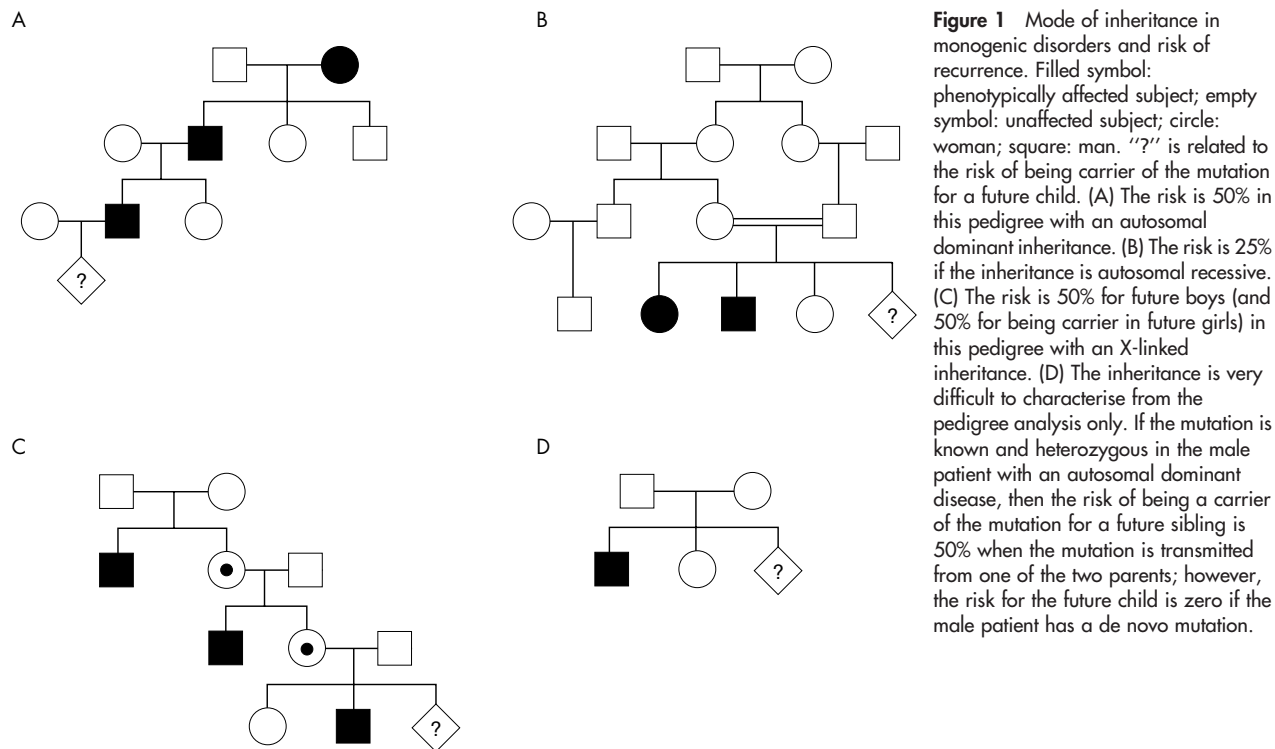 A
B
?
?
C
D
?
?
Figure 1 Mode of inheritance in
monogenic disorders and risk of
recurrence. Filled symbol:
phenotypically affected subject; empty
symbol: unaffected subject; circle:
woman; square: man. ‘‘?’’ is related to
the risk of being carrier of the mutation
for a future child. (A) The risk is 50% in
this pedigree with an autosomal
dominant inheritance. (B) The risk is 25%
if the inheritance is autosomal recessive.
(C) The risk is 50% for future boys (and
50% for being carrier in future girls) in
this pedigree with an X-linked
inheritance. (D) The inheritance is very
difficult to characterise from the
pedigree analysis only. If the mutation is
known and heterozygous in the male
patient with an autosomal dominant
disease, then the risk of being a carrier
of the mutation for a future sibling is
50% when the mutation is transmitted
from one of the two parents; however,
the risk for the future child is zero if the
male patient has a de novo mutation.